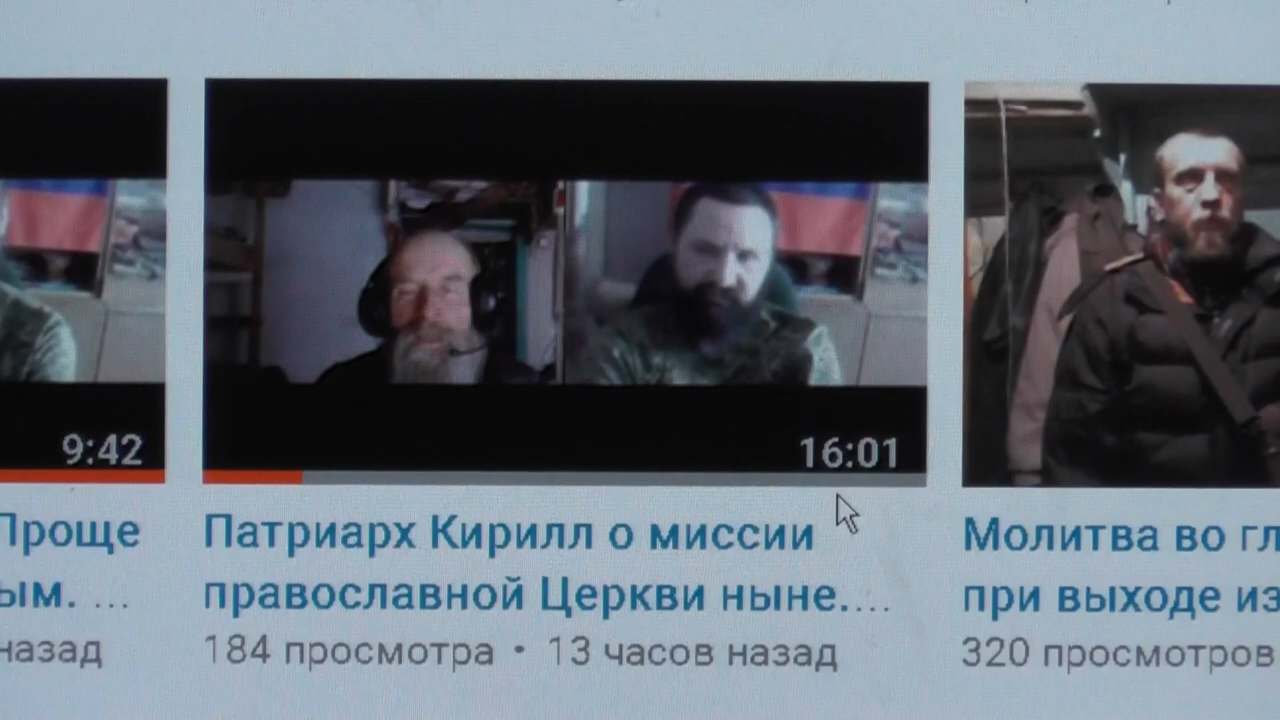 9:42
Проще
ым. ...
назад
16:01
Патриарх Кирилл о миссии
православной Церкви ныне....
184 просмотра • 13 часов назад
Молитва во гл
при выходе из
320 просмотров